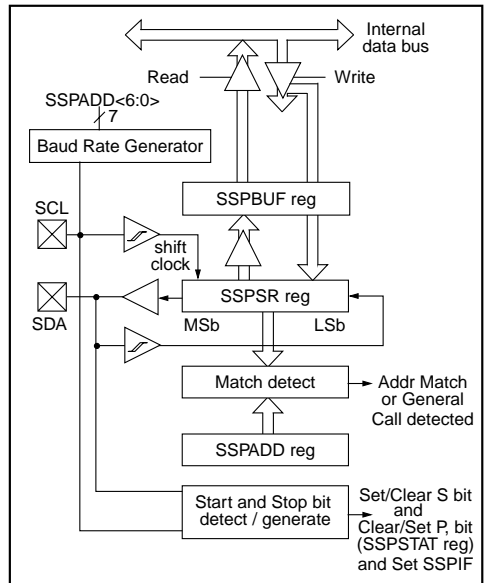 Internal
data bus
Read
Write
SSPADD<6:0>
7
Baud Rate Generator
SSPBUF reg
SCL
shift
clock
SSPSR reg
SDA
MSb
LSb
Match detect
Addr Match
or General
Call detected
SSPADD reg
Start and Stop bit
detect / generate
Set/Clear S bit
and
Clear/Set P, bit
(SSPSTAT reg)
and Set SSPIF